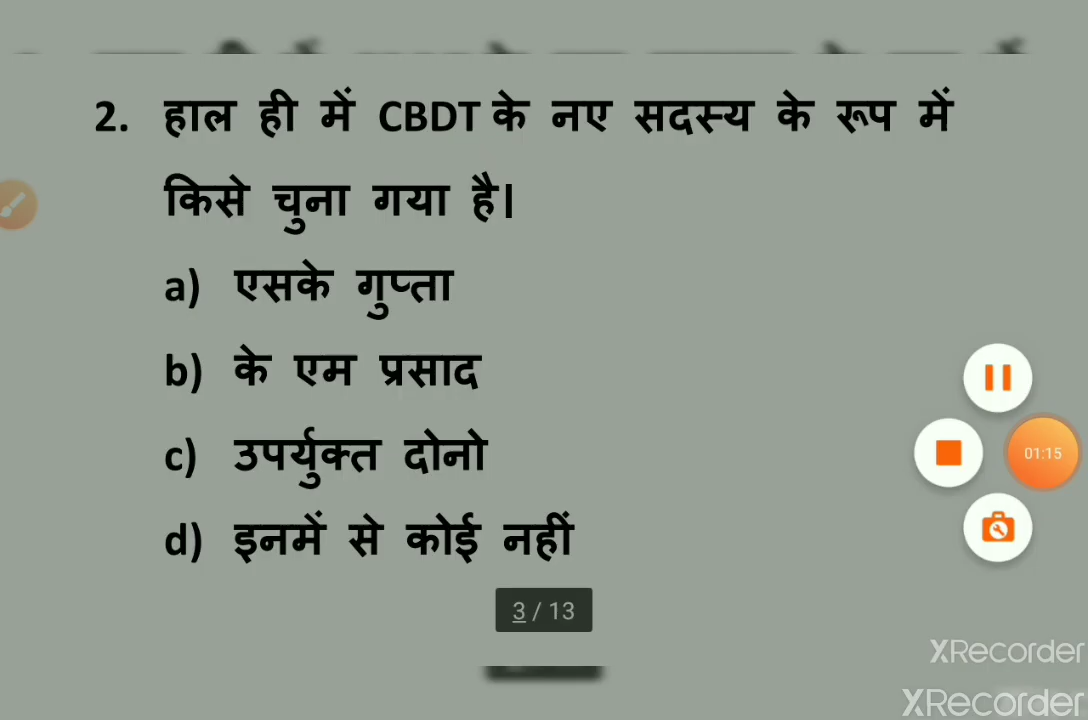 2. हाल ही में CBDT के नए सदस्य के रूप में
किसे चुना गया है।
a) एसके गुप्ता
b) के एम प्रसाद
c) उपर्युक्त दोनो
d) इनमें से कोई नहीं
01:15
3 / 13
XRecorder
XRecorder